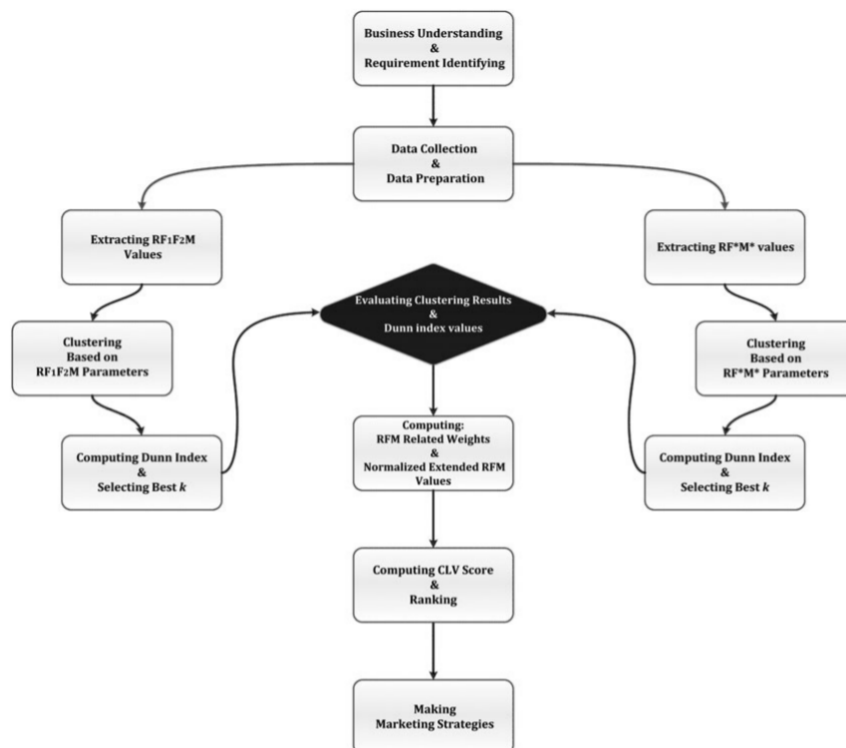 Business Understanding
&
Requirement Identifying
Data Collection
&
Data Preparation
Extracting RF1F2M
Values
Extracting RF*M* values
Evaluating Clustering Results
&
Dunn index values
Clustering
Based on
RF1F2M Parameters
Clustering
Based on
RF*M* Parameters
Computing:
RFM Related Weights
&
Normalized Extended RFM
Values
Computing Dunn Index
&
Selecting Best k
Computing Dunn Index
&
Selecting Best k
Computing CLV Score
&
Ranking
Making
Marketing Strategies